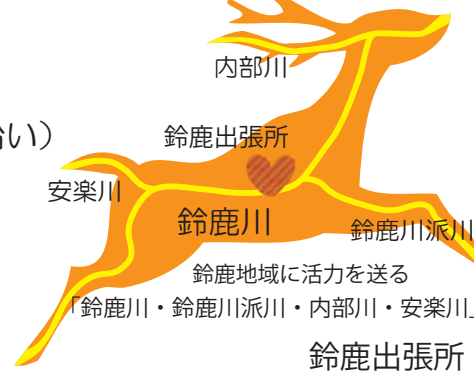 内部川
い）
鈴鹿出張所
安楽川
鈴鹿川
鈴鹿川派川
鈴鹿地域に活力を送る
「鈴鹿川・鈴鹿川派川・内部川・安楽川」
鈴鹿出張所